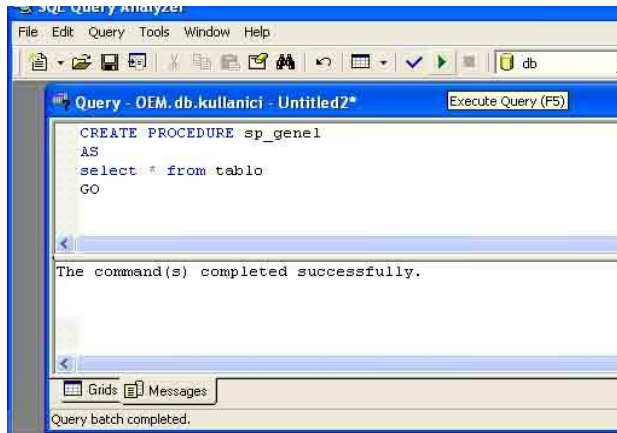 SQL Query Analyzer
File Edit Query Tools Window Help
db
Query - OEM.db.kullanici - Untitled2*
Execute Query (F5)
CREATE PROCEDURE sp_genel
AS
select * from tablo
GO
The command(s) completed successfully.
Grids Messages
Query batch completed.